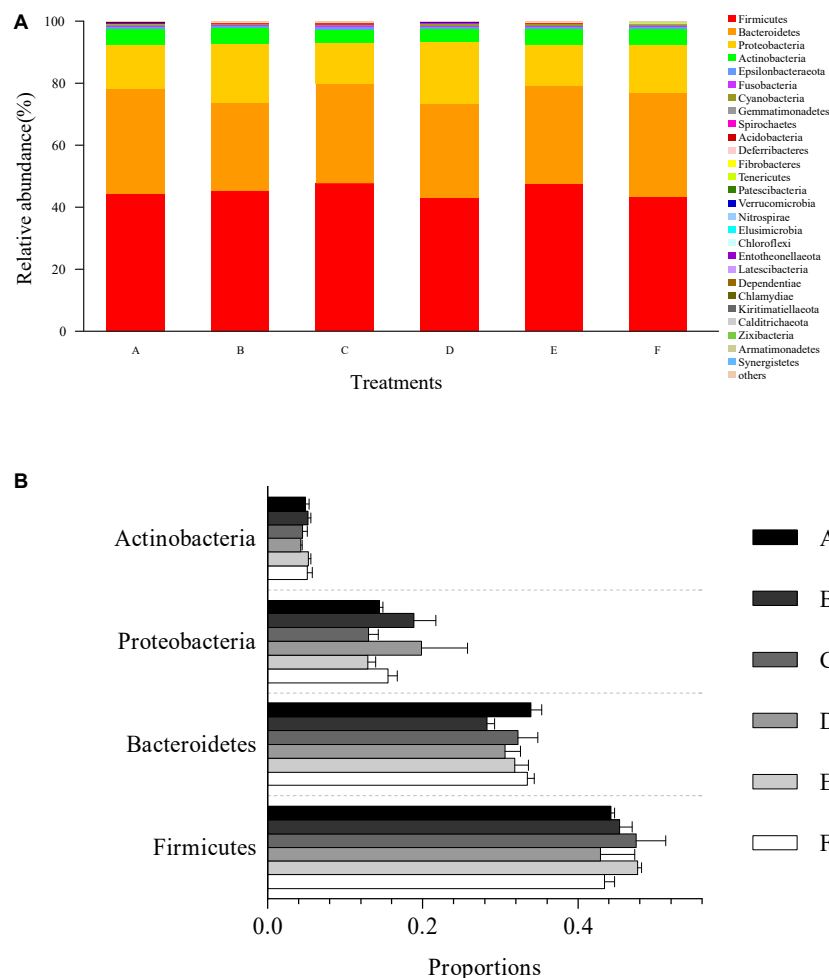 A
100
80
60
40
20
0
Relative abundance(%)
A B C D E F
Treatments
Firmicutes
Bacteroidetes
Proteobacteria
Actinobacteria
Epsilonbacteraeota
Fusobacteria
Cyanobacteria
Gemmatimonadetes
Spirochaetes
Acidobacteria
Deferribacteres
Fibrobacteres
Tenericutes
Patescibacteria
Verrucomicrobia
Nitrospirae
Elusimicrobia
Chloroflexi
Entotheonellaeota
Latescibacteria
Dependentiae
Chlamydiae
Kiritimatiellaeota
Calditrichaeota
Zixibacteria
Armatimonadetes
Synergistetes
others
B
Actinobacteria
Proteobacteria
Bacteroidetes
Firmicutes
0.0 0.2 0.4
Proportions
A
B
C
D
E
F